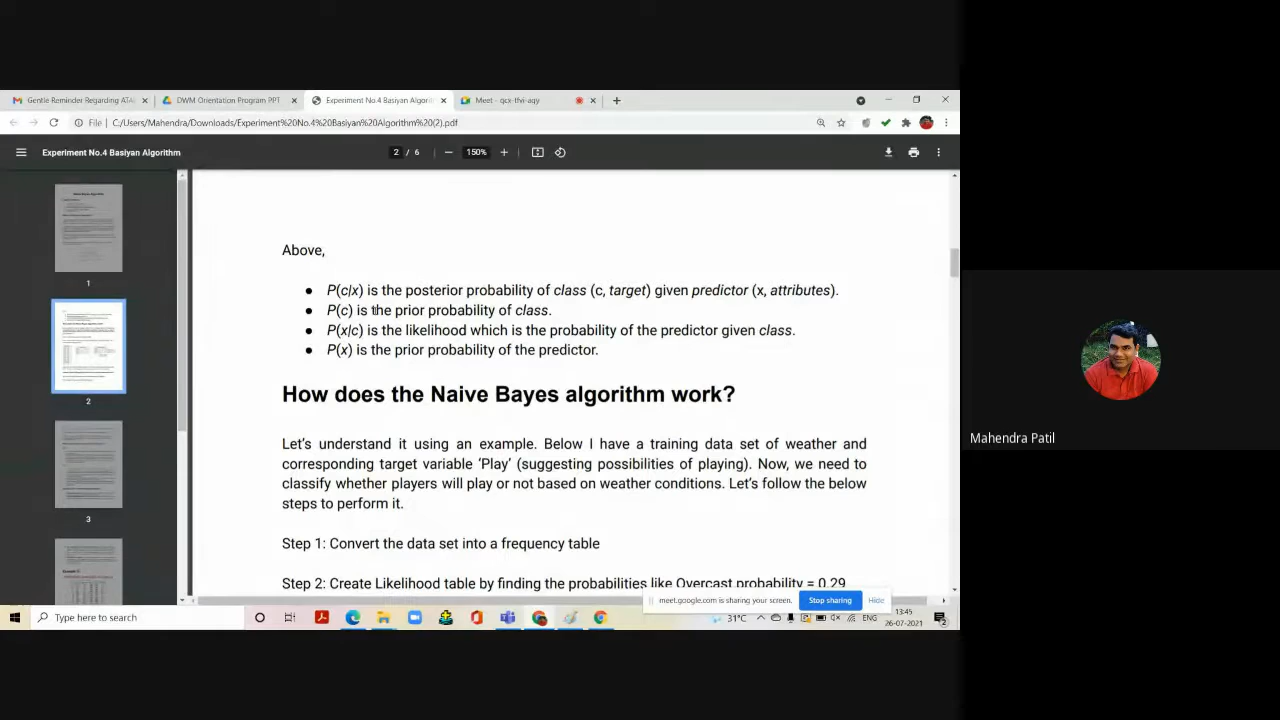 Gentle Reminder Regarding ATAL
DWM Orientation Program PPT
Experiment No.4 Basiyan Algorit
Meet - qcx-thvi-aqy
File | C:/Users/Mahendra/Downloads/Experiment%20No.4%20Basiyan%20Algorithm%20(2).pdf
Experiment No.4 Basiyan Algorithm
2 / 6
150%
Above,
● P(c|x) is the posterior probability of class (c, target) given predictor (x, attributes).
● P(c) is the prior probability of class.
● P(x|c) is the likelihood which is the probability of the predictor given class.
● P(x) is the prior probability of the predictor.
How does the Naive Bayes algorithm work?
Let's understand it using an example. Below I have a training data set of weather and
corresponding target variable 'Play' (suggesting possibilities of playing). Now, we need to
classify whether players will play or not based on weather conditions. Let's follow the below
steps to perform it.
Step 1: Convert the data set into a frequency table
Step 2: Create Likelihood table by finding the probabilities like Overcast probability = 0.29
1
2
3
meet.google.com is sharing your screen.
Stop sharing
Hide
Type here to search
31°C
ENG
13:45
26-07-2021
2
Mahendra Patil